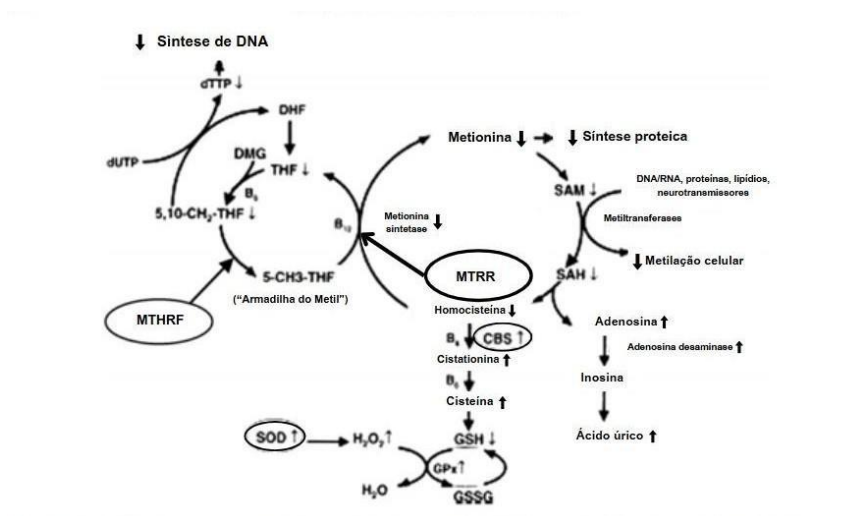 ↓ Síntese de DNA
dTTP ↓
DHF
dUTP
DMG
THF ↓
B₆
5,10-CH₂-THF ↓
5-CH3-THF
("Armadilha do Metil")
MTHRF
B₁₂
Metionina ↓
sintetase
MTRR
Metionina ↓ → ↓ Síntese proteica
SAM ↓
DNA/RNA, proteínas, lipídios,
neurotransmissores
Metiltransferases
↓ Metilação celular
SAH ↓
Homocisteína ↓
B₆
CBS ↑
Cistationina ↑
B₆
Cisteína ↑
Adenosina ↑
Adenosina desaminase ↑
Inosina
Ácido úrico ↑
SOD ↑
H₂O₂ ↑
GSH ↓
GPx ↑
H₂O
GSSG